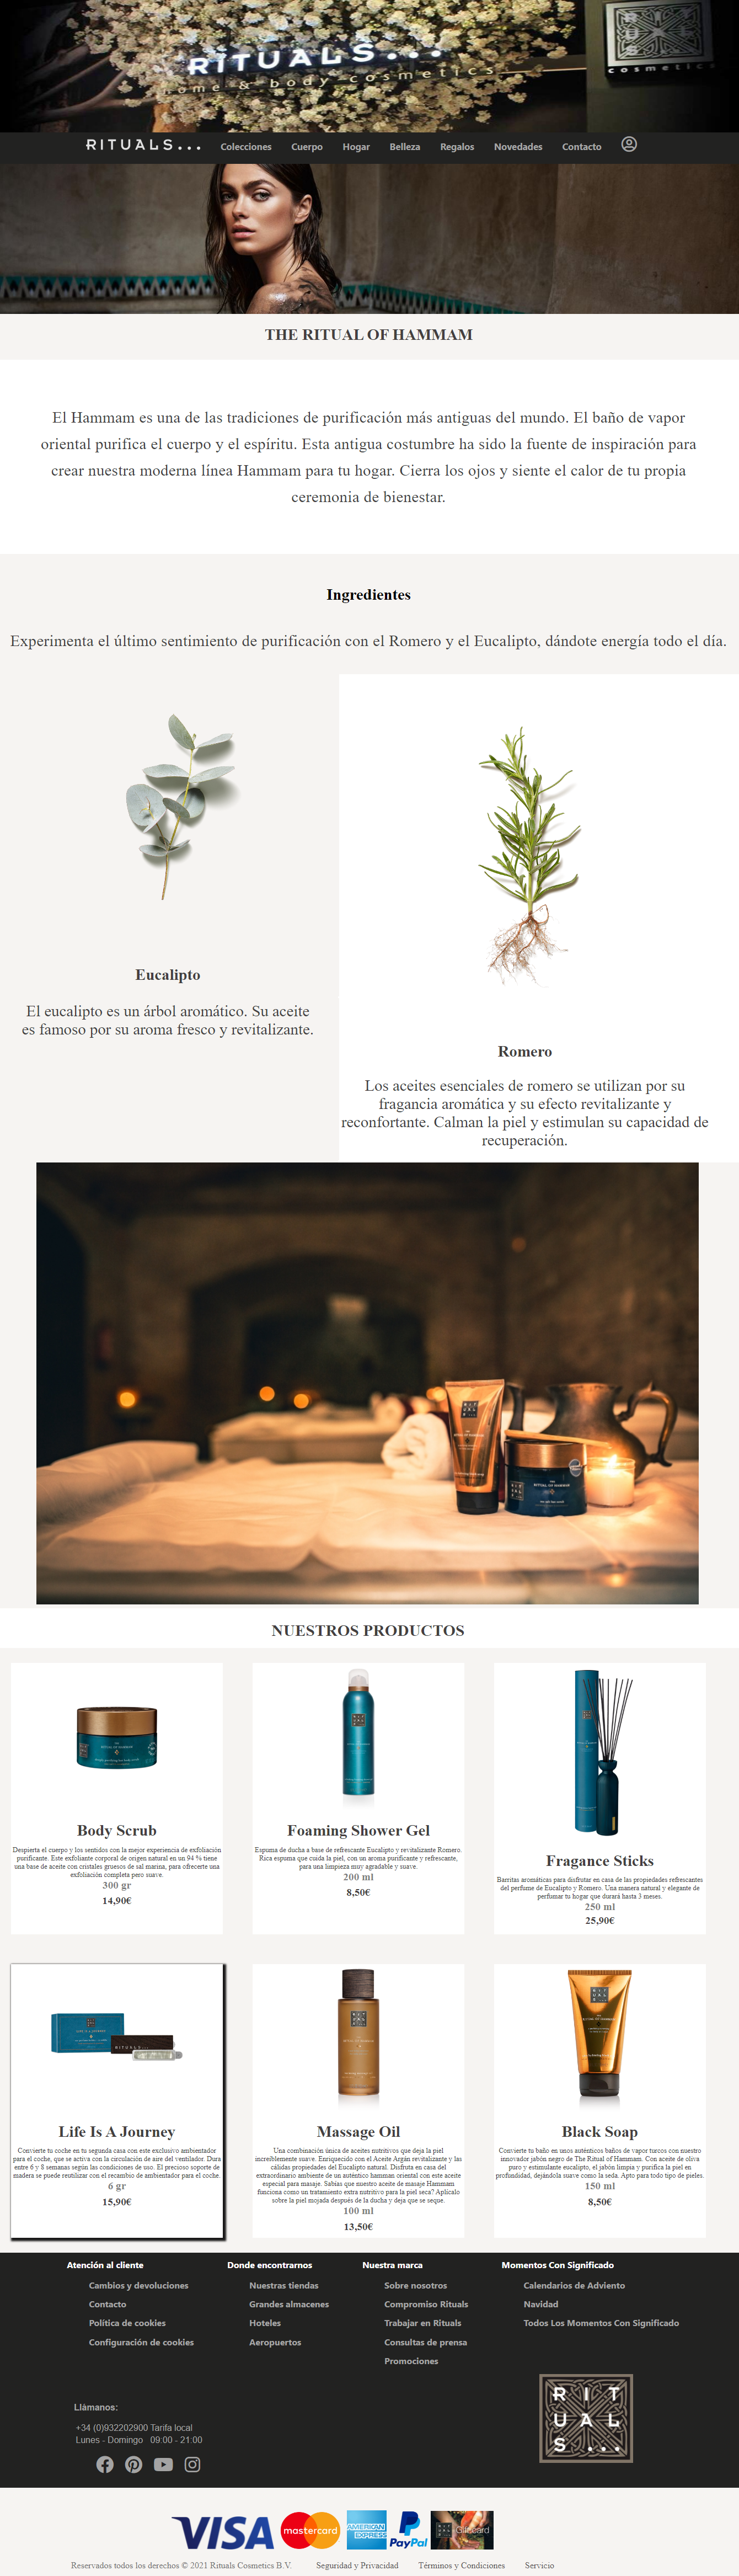 RITUALS...
home & body cosmetics
cosmetics
RITUALS...
Colecciones
Cuerpo
Hogar
Belleza
Regalos
Novedades
Contacto
THE RITUAL OF HAMMAM
El Hammam es una de las tradiciones de purificación más antiguas del mundo. El baño de vapor
oriental purifica el cuerpo y el espíritu. Esta antigua costumbre ha sido la fuente de inspiración para
crear nuestra moderna línea Hammam para tu hogar. Cierra los ojos y siente el calor de tu propia
ceremonia de bienestar.
Ingredientes
Experimenta el último sentimiento de purificación con el Romero y el Eucalipto, dándote energía todo el día.
Eucalipto
El eucalipto es un árbol aromático. Su aceite
es famoso por su aroma fresco y revitalizante.
Romero
Los aceites esenciales de romero se utilizan por su
fragancia aromática y su efecto revitalizante y
reconfortante. Calman la piel y estimulan su capacidad de
recuperación.
NUESTROS PRODUCTOS
Body Scrub
Despierta el cuerpo y los sentidos con la mejor experiencia de exfoliación
purificante. Este exfoliante corporal de origen natural en un 94 % tiene
una base de aceite con cristales gruesos de sal marina, para ofrecerte una
exfoliación completa pero suave.
300 gr
14,90€
Foaming Shower Gel
Espuma de ducha a base de refrescante Eucalipto y revitalizante Romero.
Rica espuma que cuida la piel, con un aroma purificante y refrescante,
para una limpieza muy agradable y suave.
200 ml
8,50€
Fragance Sticks
Barritas aromáticas para disfrutar en casa de las propiedades refrescantes
del perfume de Eucalipto y Romero. Una manera natural y elegante de
perfumar tu hogar que durará hasta 3 meses.
250 ml
25,90€
RITUALS...
Life Is A Journey
Convierte tu coche en tu segunda casa con este exclusivo ambientador
para el coche, que se activa con la circulación de aire del ventilador. Dura
entre 6 y 8 semanas según las condiciones de uso. El precioso soporte de
madera se puede reutilizar con el recambio de ambientador para el coche.
6 gr
15,90€
Massage Oil
Una combinación única de aceites nutritivos que deja la piel
increíblemente suave. Enriquecido con el Aceite Argán revitalizante y las
cálidas propiedades del Eucalipto natural. Disfruta en casa del
extraordinario ambiente de un auténtico hamman oriental con este aceite
especial para masaje. Sabías que nuestro aceite de masaje Hammam
funciona como un tratamiento extra nutritivo para la piel seca? Aplícalo
sobre la piel mojada después de la ducha y deja que se seque.
100 ml
13,50€
Black Soap
Convierte tu baño en unos auténticos baños de vapor turcos con nuestro
innovador jabón negro de The Ritual of Hammam. Con aceite de oliva
puro y estimulante eucalipto, el jabón limpia y purifica la piel en
profundidad, dejándola suave como la seda. Apto para todo tipo de pieles.
150 ml
8,50€
Atención al cliente
Cambios y devoluciones
Contacto
Política de cookies
Configuración de cookies
Donde encontrarnos
Nuestras tiendas
Grandes almacenes
Hoteles
Aeropuertos
Nuestra marca
Sobre nosotros
Compromiso Rituals
Trabajar en Rituals
Consultas de prensa
Promociones
Momentos Con Significado
Calendarios de Adviento
Navidad
Todos Los Momentos Con Significado
Llámanos:
+34 (0)932202900 Tarifa local
Lunes - Domingo 09:00 - 21:00
RIT
UAL
S...
VISA
mastercard
AMERICAN
EXPRESS
PayPal
Giftcard
Reservados todos los derechos © 2021 Rituals Cosmetics B.V.
Seguridad y Privacidad
Términos y Condiciones
Servicio